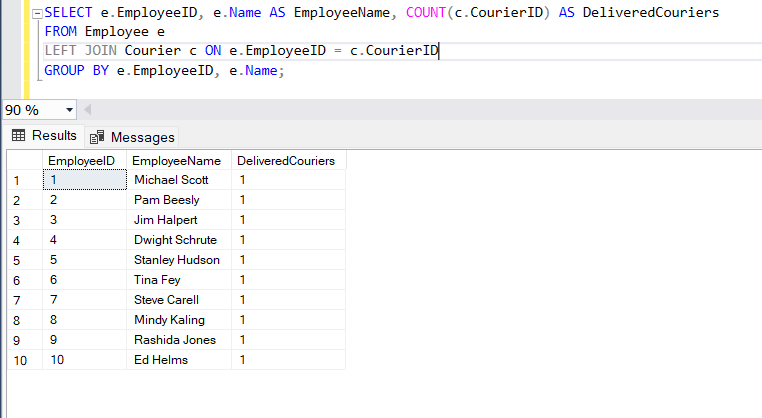 SELECT e.EmployeeID, e.Name AS EmployeeName, COUNT(c.CourierID) AS DeliveredCouriers
FROM Employee e
LEFT JOIN Courier c ON e.EmployeeID = c.CourierID
GROUP BY e.EmployeeID, e.Name;
90 %
Results Messages
EmployeeID EmployeeName DeliveredCouriers
1 1 Michael Scott 1
2 2 Pam Beesly 1
3 3 Jim Halpert 1
4 4 Dwight Schrute 1
5 5 Stanley Hudson 1
6 6 Tina Fey 1
7 7 Steve Carell 1
8 8 Mindy Kaling 1
9 9 Rashida Jones 1
10 10 Ed Helms 1